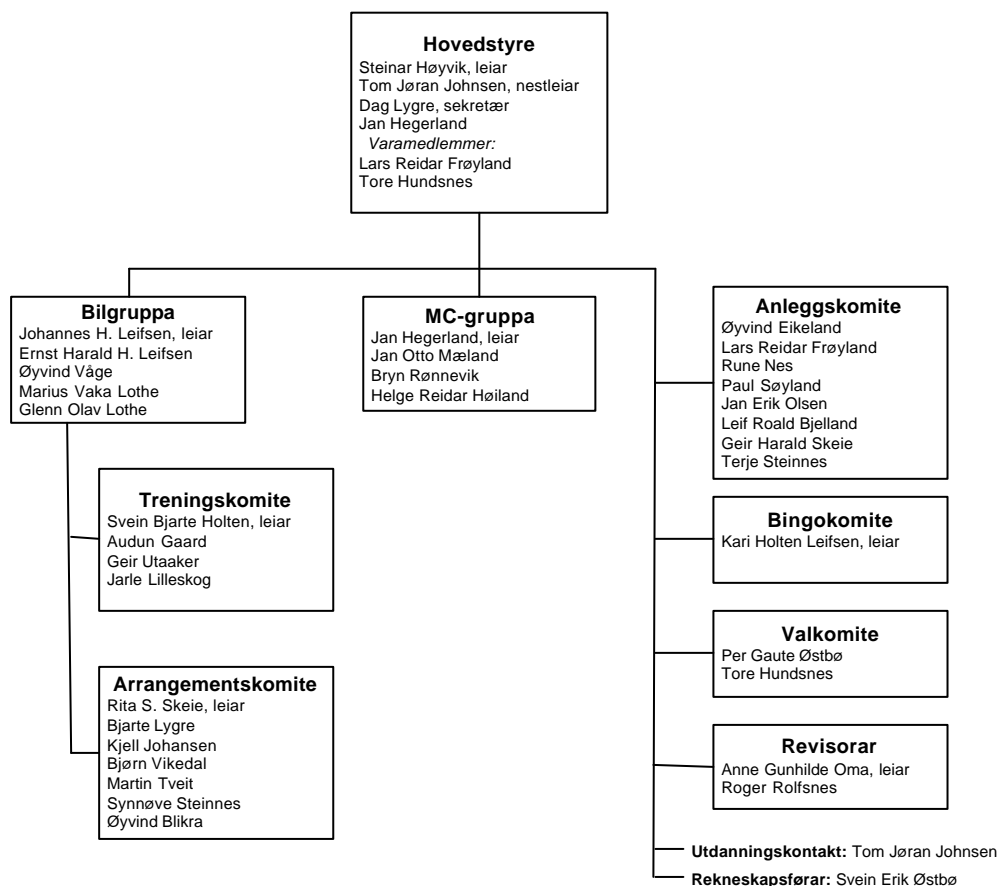 Hovedstyre
Steinar Høyvik, leiar
Tom Jøran Johnsen, nestleiar
Dag Lygre, sekretær
Jan Hegerland
Varamedlemmer:
Lars Reidar Frøyland
Tore Hundsnes
Bilgruppa
Johannes H. Leifsen, leiar
Ernst Harald H. Leifsen
Øyvind Våge
Marius Vaka Lothe
Glenn Olav Lothe
Treningskomite
Svein Bjarte Holten, leiar
Audun Gaard
Geir Utaaker
Jarle Lilleskog
Arrangementskomite
Rita S. Skeie, leiar
Bjarte Lygre
Kjell Johansen
Bjørn Vikedal
Martin Tveit
Synnøve Steinnes
Øyvind Blikra
MC-gruppa
Jan Hegerland, leiar
Jan Otto Mæland
Bryn Rønnevik
Helge Reidar Høiland
Anleggskomite
Øyvind Eikeland
Lars Reidar Frøyland
Rune Nes
Paul Søyland
Jan Erik Olsen
Leif Roald Bjelland
Geir Harald Skeie
Terje Steinnes
Bingokomite
Kari Holten Leifsen, leiar
Valkomite
Per Gaute Østbø
Tore Hundsnes
Revisorar
Anne Gunhilde Oma, leiar
Roger Rolfsnes
Utdanningskontakt: Tom Jøran Johnsen
Rekneskapsførar: Svein Erik Østbø